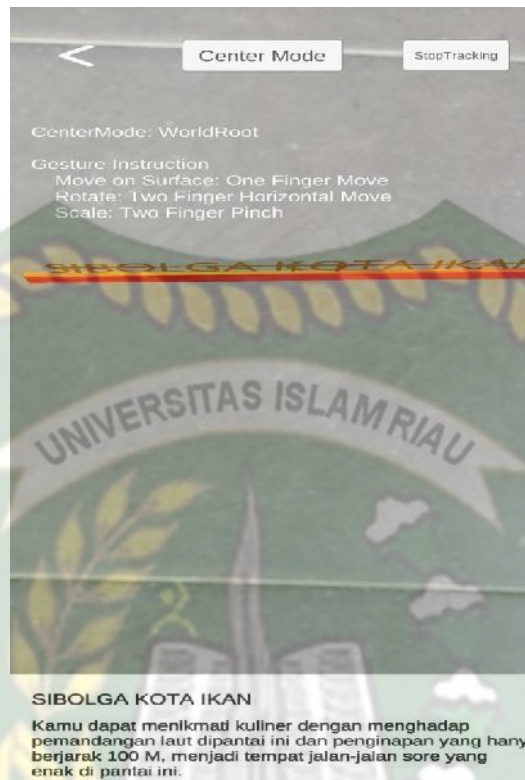 Center Mode
StopTracking
CenterMode: WorldRoot
Gesture Instruction
Move on Surface: One Finger Move
Rotate: Two Finger Horizontal Move
Scale: Two Finger Pinch
SIBOLGA KOTA IKAN
UNIVERSITAS ISLAM RIAU
SIBOLGA KOTA IKAN
Kamu dapat menikmati kuliner dengan menghadap
pemandangan laut dipantai ini dan penginapan yang hany
berjarak 100 M, menjadi tempat jalan-jalan sore yang
enak di pantai ini.